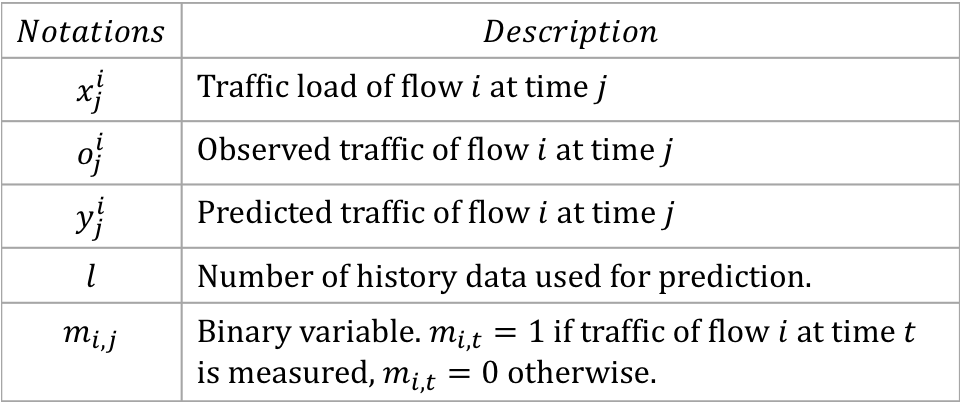 Notations Description
x_j^i Traffic load of flow i at time j
o_j^i Observed traffic of flow i at time j
y_j^i Predicted traffic of flow i at time j
l Number of history data used for prediction.
m_{i,j} Binary variable. m_{i,t} = 1 if traffic of flow i at time t
is measured, m_{i,t} = 0 otherwise.